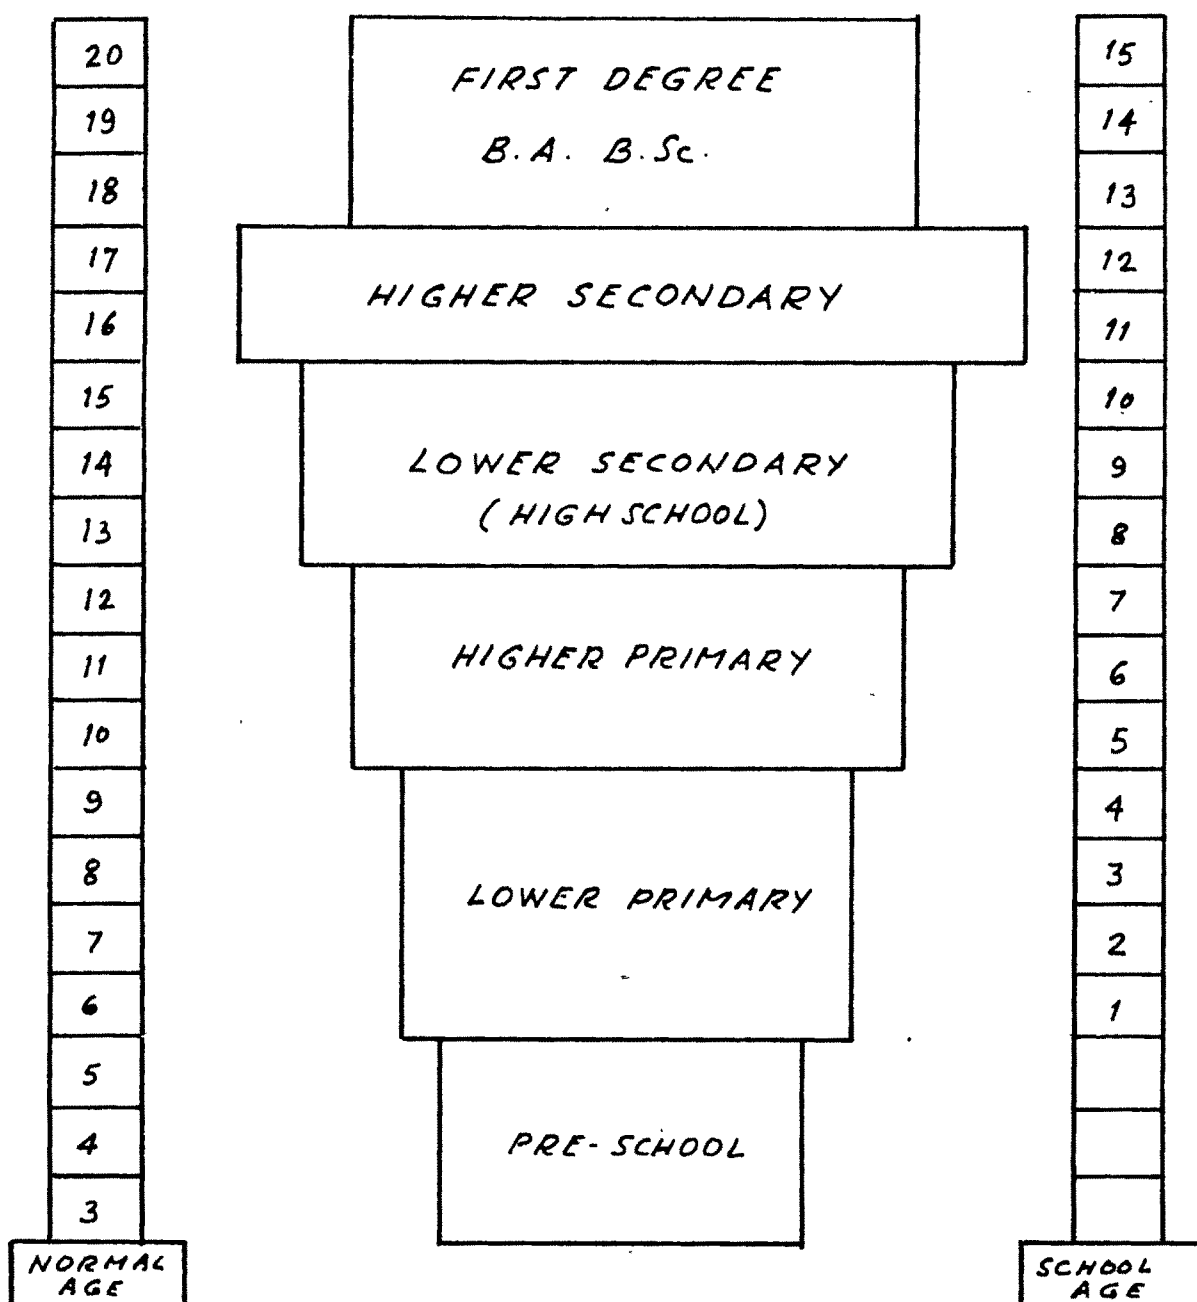 20
19
18
17
16
15
14
13
12
11
10
9
8
7
6
5
4
3
NORMAL
AGE
FIRST DEGREE
B.A. B.Sc.
HIGHER SECONDARY
LOWER SECONDARY
(HIGH SCHOOL)
HIGHER PRIMARY
LOWER PRIMARY
PRE-SCHOOL
15
14
13
12
11
10
9
8
7
6
5
4
3
2
1
SCHOOL
AGE